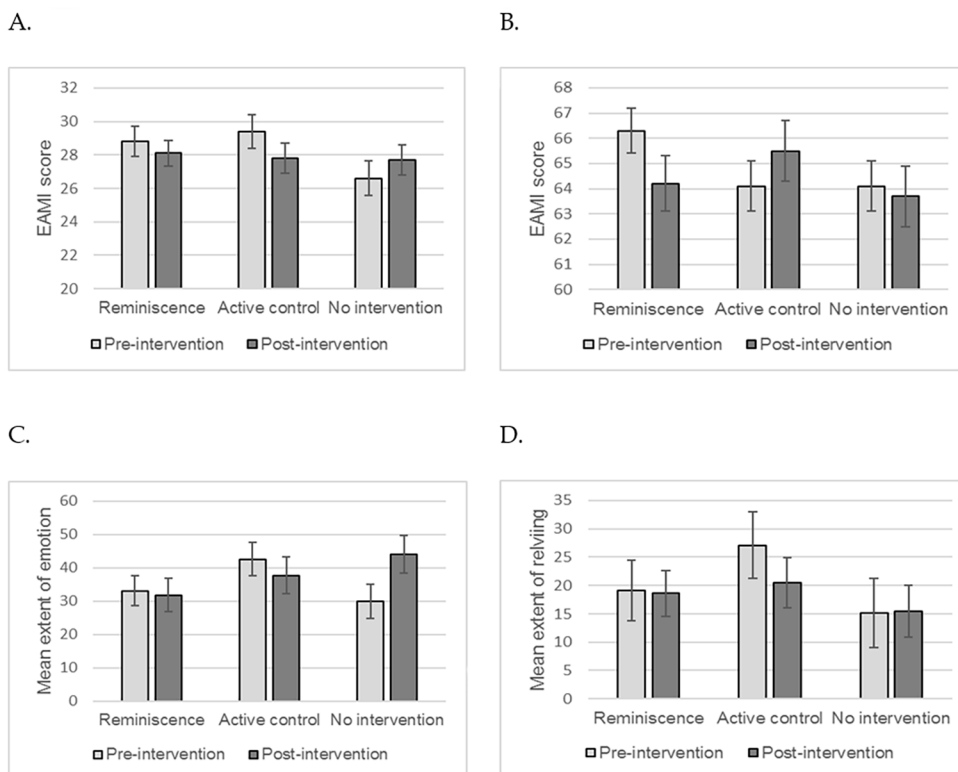 A.
EAMI score
32
30
28
26
24
22
20
Reminiscence Active control No intervention
Pre-intervention Post-intervention
B.
EAMI score
68
67
66
65
64
63
62
61
60
Reminiscence Active control No intervention
Pre-intervention Post-intervention
C.
Mean extent of emotion
60
50
40
30
20
10
0
Reminiscence Active control No intervention
Pre-intervention Post-intervention
D.
Mean extent of relviing
35
30
25
20
15
10
5
0
Reminiscence Active control No intervention
Pre-intervention Post-intervention